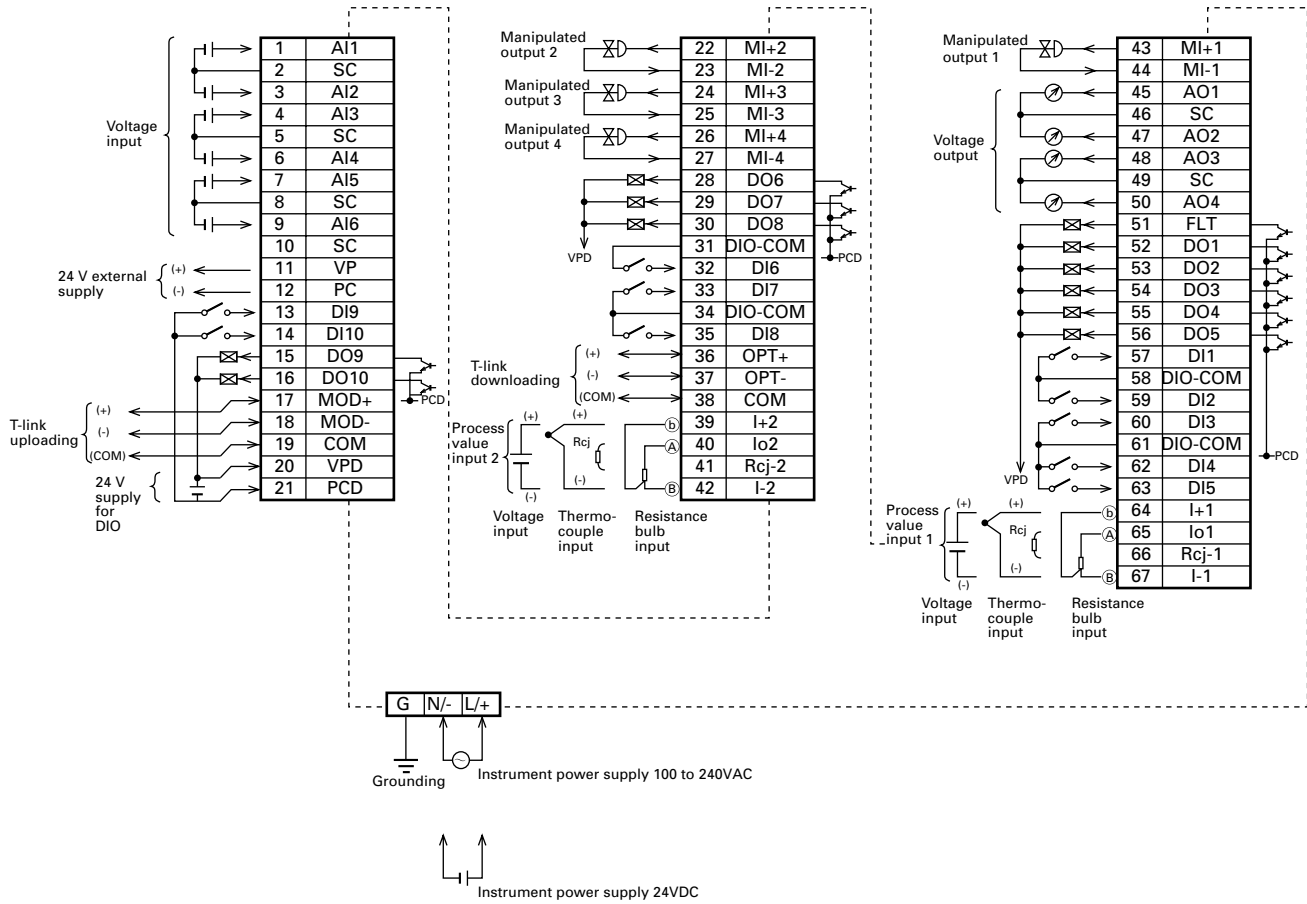 Voltage
input
24 V external
supply
(+)
(-)
T-link
uploading
(+)
(-)
(COM)
24 V
supply
for
DIO
1 AI1
2 SC
3 AI2
4 AI3
5 SC
6 AI4
7 AI5
8 SC
9 AI6
10 SC
11 VP
12 PC
13 DI9
14 DI10
15 DO9
16 DO10
17 MOD+
18 MOD-
19 COM
20 VPD
21 PCD
PCD
Manipulated
output 2
Manipulated
output 3
Manipulated
output 4
VPD
T-link
downloading
(+)
(-)
(COM)
Process
value
input 2
(+)
(-)
(+)
Rcj
(-)
b
A
B
Voltage
input
Thermo-
couple
input
Resistance
bulb
input
22 MI+2
23 MI-2
24 MI+3
25 MI-3
26 MI+4
27 MI-4
28 DO6
29 DO7
30 DO8
31 DIO-COM
32 DI6
33 DI7
34 DIO-COM
35 DI8
36 OPT+
37 OPT-
38 COM
39 I+2
40 Io2
41 Rcj-2
42 I-2
PCD
Manipulated
output 1
Voltage
output
VPD
Process
value
input 1
(+)
(-)
(+)
Rcj
(-)
b
A
B
Voltage
input
Thermo-
couple
input
Resistance
bulb
input
43 MI+1
44 MI-1
45 AO1
46 SC
47 AO2
48 AO3
49 SC
50 AO4
51 FLT
52 DO1
53 DO2
54 DO3
55 DO4
56 DO5
57 DI1
58 DIO-COM
59 DI2
60 DI3
61 DIO-COM
62 DI4
63 DI5
64 I+1
65 Io1
66 Rcj-1
67 I-1
PCD
G N/- L/+
Grounding
Instrument power supply 100 to 240VAC
Instrument power supply 24VDC